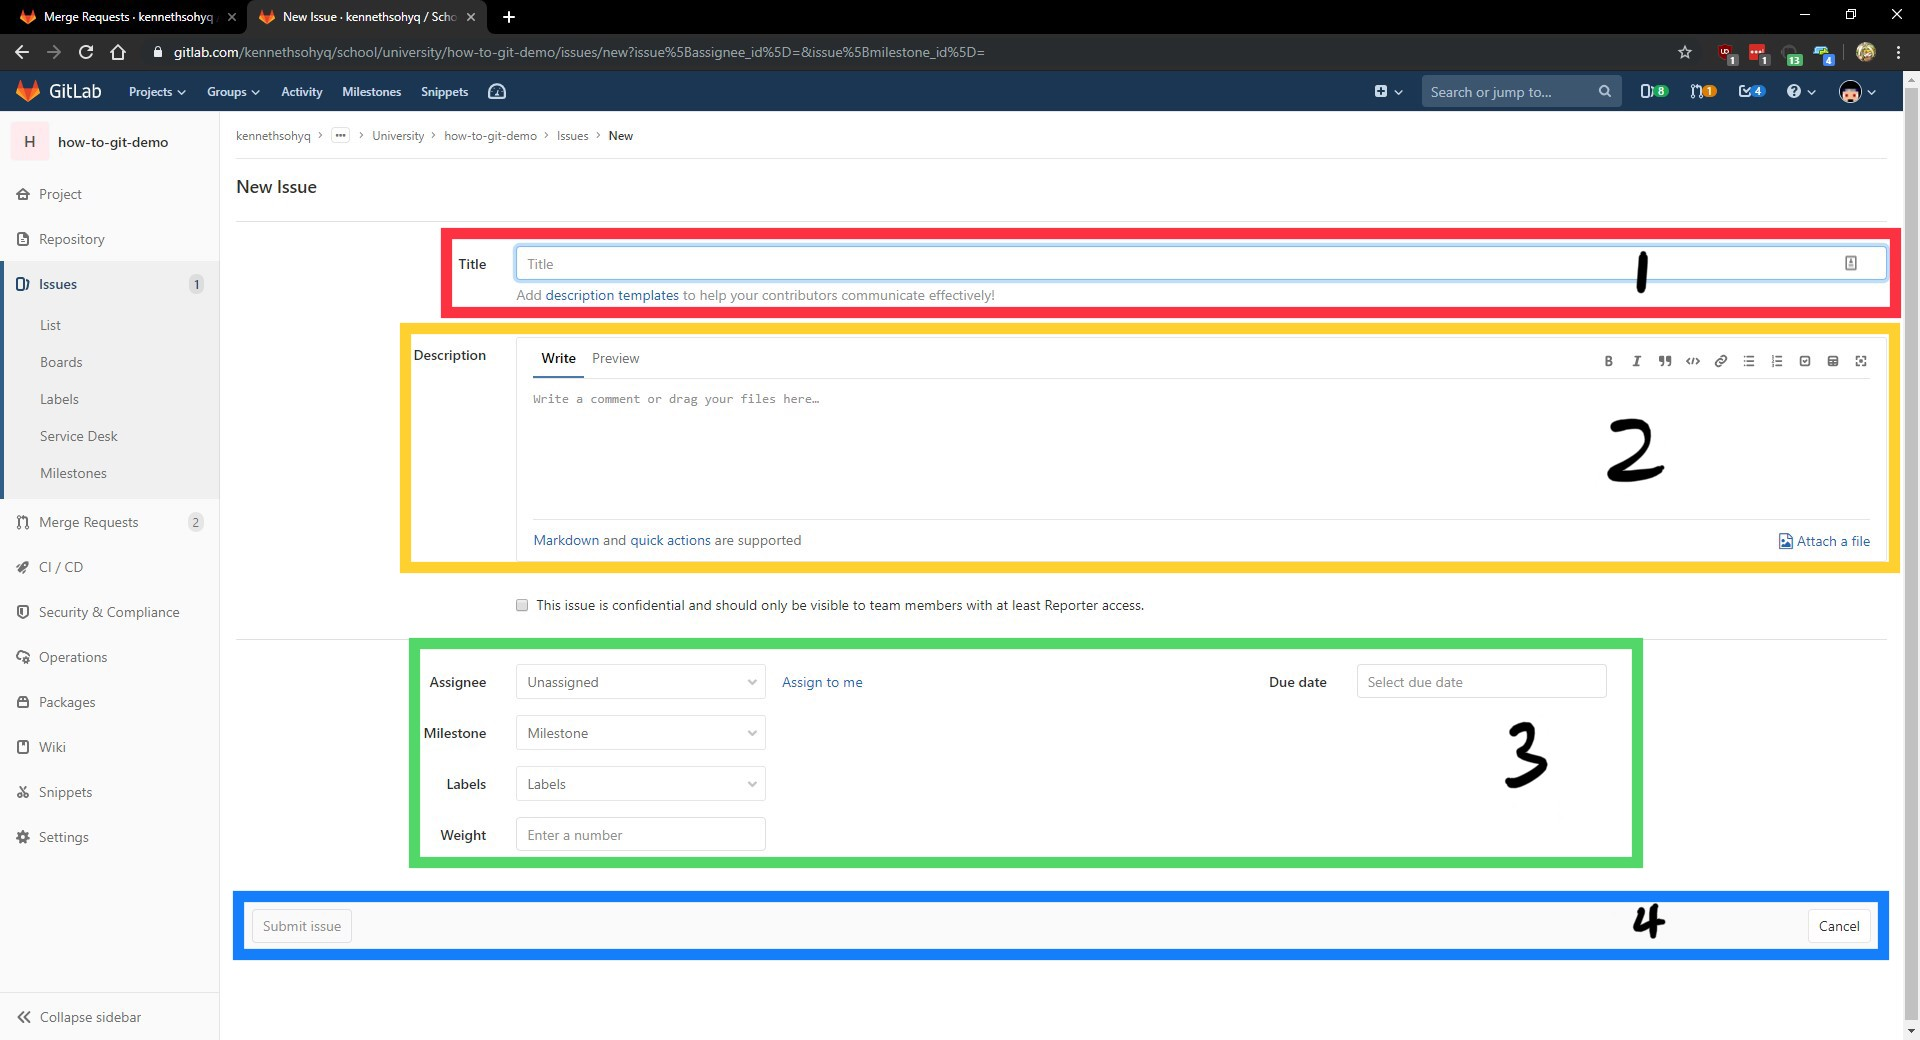 Merge Requests · kennethsohyq
New Issue · kennethsohyq / Scho
gitlab.com/kennethsohyq/school/university/how-to-git-demo/issues/new?issue%5Bassignee_id%5D=&issue%5Bmilestone_id%5D=
1 1 13 4
GitLab Projects Groups Activity Milestones Snippets Search or jump to... 8 1 4
H how-to-git-demo
kennethsohyq > ... > University > how-to-git-demo > Issues > New
Project
Repository
Issues 1
List
Boards
Labels
Service Desk
Milestones
Merge Requests 2
CI / CD
Security & Compliance
Operations
Packages
Wiki
Snippets
Settings
Collapse sidebar
New Issue
Title Title 1
Add description templates to help your contributors communicate effectively!
Description Write Preview
Write a comment or drag your files here…
2
Markdown and quick actions are supported Attach a file
This issue is confidential and should only be visible to team members with at least Reporter access.
Assignee Unassigned Assign to me Due date Select due date
Milestone Milestone
3
Labels Labels
Weight Enter a number
Submit issue 4 Cancel